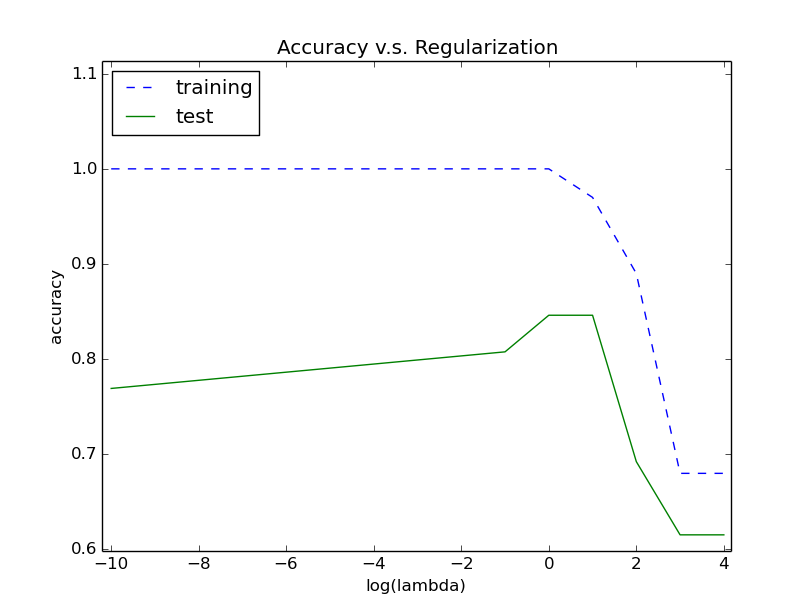 Accuracy v.s. Regularization
training
test
1.1
1.0
0.9
0.8
0.7
0.6
accuracy
−10 −8 −6 −4 −2 0 2 4
log(lambda)